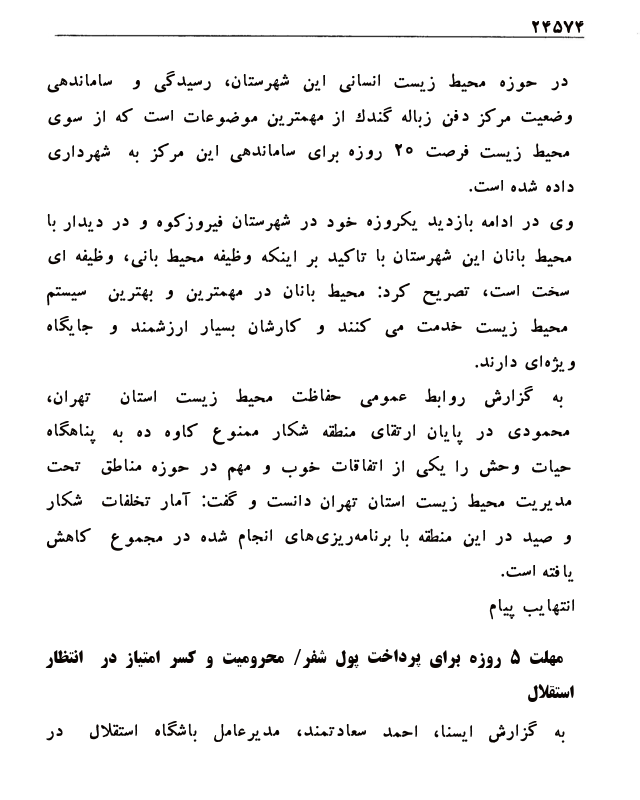 ۲۴۵۷۴
در حوزه محیط زیست انسانی این شهرستان، رسیدگی و ساماندهی
وضعیت مرکز دفن زباله گندك از مهمترین موضوعات است که از سوی
محیط زیست فرصت ۲۰ روزه برای ساماندهی این مرکز به شهرداری
داده شده است.
وی در ادامه بازدید یکروزه خود در شهرستان فیروزکوه و در دیدار با
محیط بانان این شهرستان با تاکید بر اینکه وظیفه محیط بانی، وظیفه ای
سخت است، تصریح کرد: محیط بانان در مهمترین و بهترین سیستم
محیط زیست خدمت می کنند و کارشان بسیار ارزشمند و جایگاه
ویژه‌ای دارند.
به گزارش روابط عمومی حفاظت محیط زیست استان تهران،
محمودی در پایان ارتقای منطقه شکار ممنوع کاوه ده به پناهگاه
حیات وحش را یکی از اتفاقات خوب و مهم در حوزه مناطق تحت
مدیریت محیط زیست استان تهران دانست و گفت: آمار تخلفات شکار
و صید در این منطقه با برنامه‌ریزی‌های انجام شده در مجموع کاهش
یافته است.
انتهایب پیام
مهلت ۵ روزه برای پرداخت پول شفر/ محرومیت و کسر امتیاز در انتظار
استقلال
به گزارش ایسنا، احمد سعادتمند، مدیرعامل باشگاه استقلال در